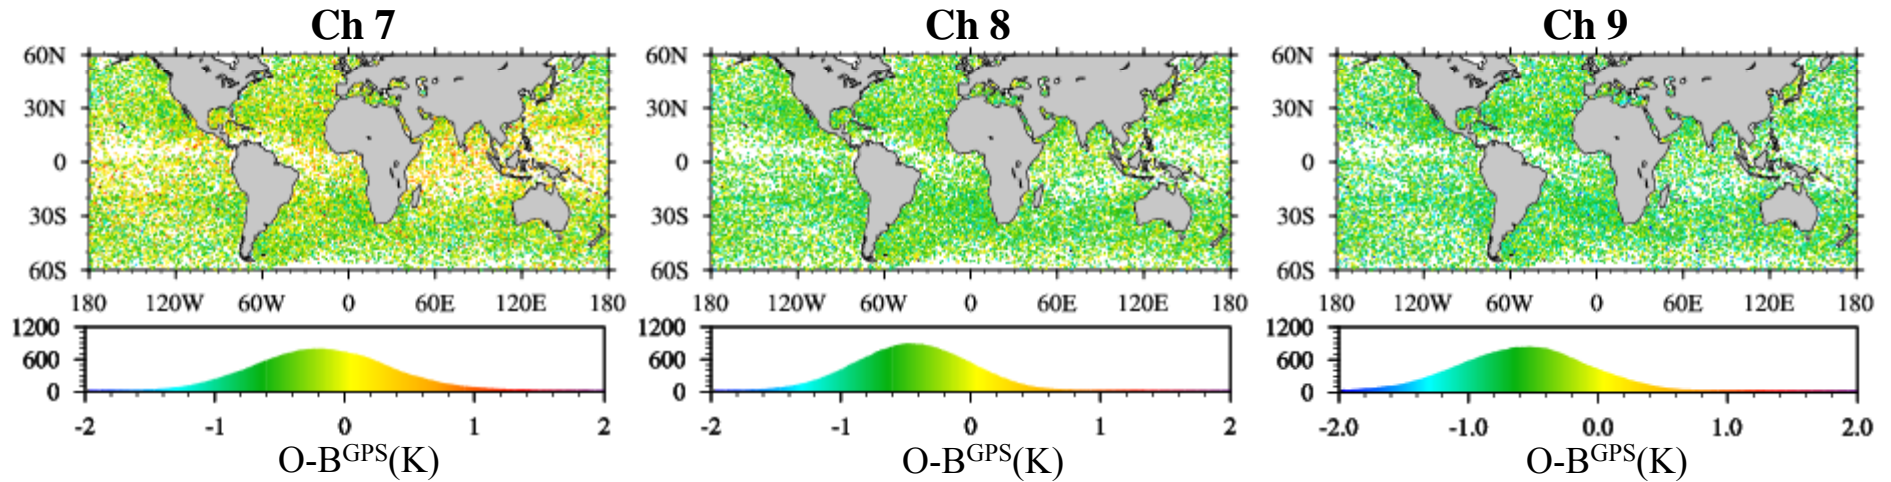 Ch 7 Ch 8 Ch 9
60N 60N 60N
30N 30N 30N
0 0 0
30S 30S 30S
60S 60S 60S
180 120W 60W 0 60E 120E 180 180 120W 60W 0 60E 120E 180 180 120W 60W 0 60E 120E 180
1200 1200 1200
600 600 600
0 0 0
-2 -1 0 1 2 -2 -1 0 1 2 -2.0 -1.0 0.0 1.0 2.0
O-B^GPS(K) O-B^GPS(K) O-B^GPS(K)